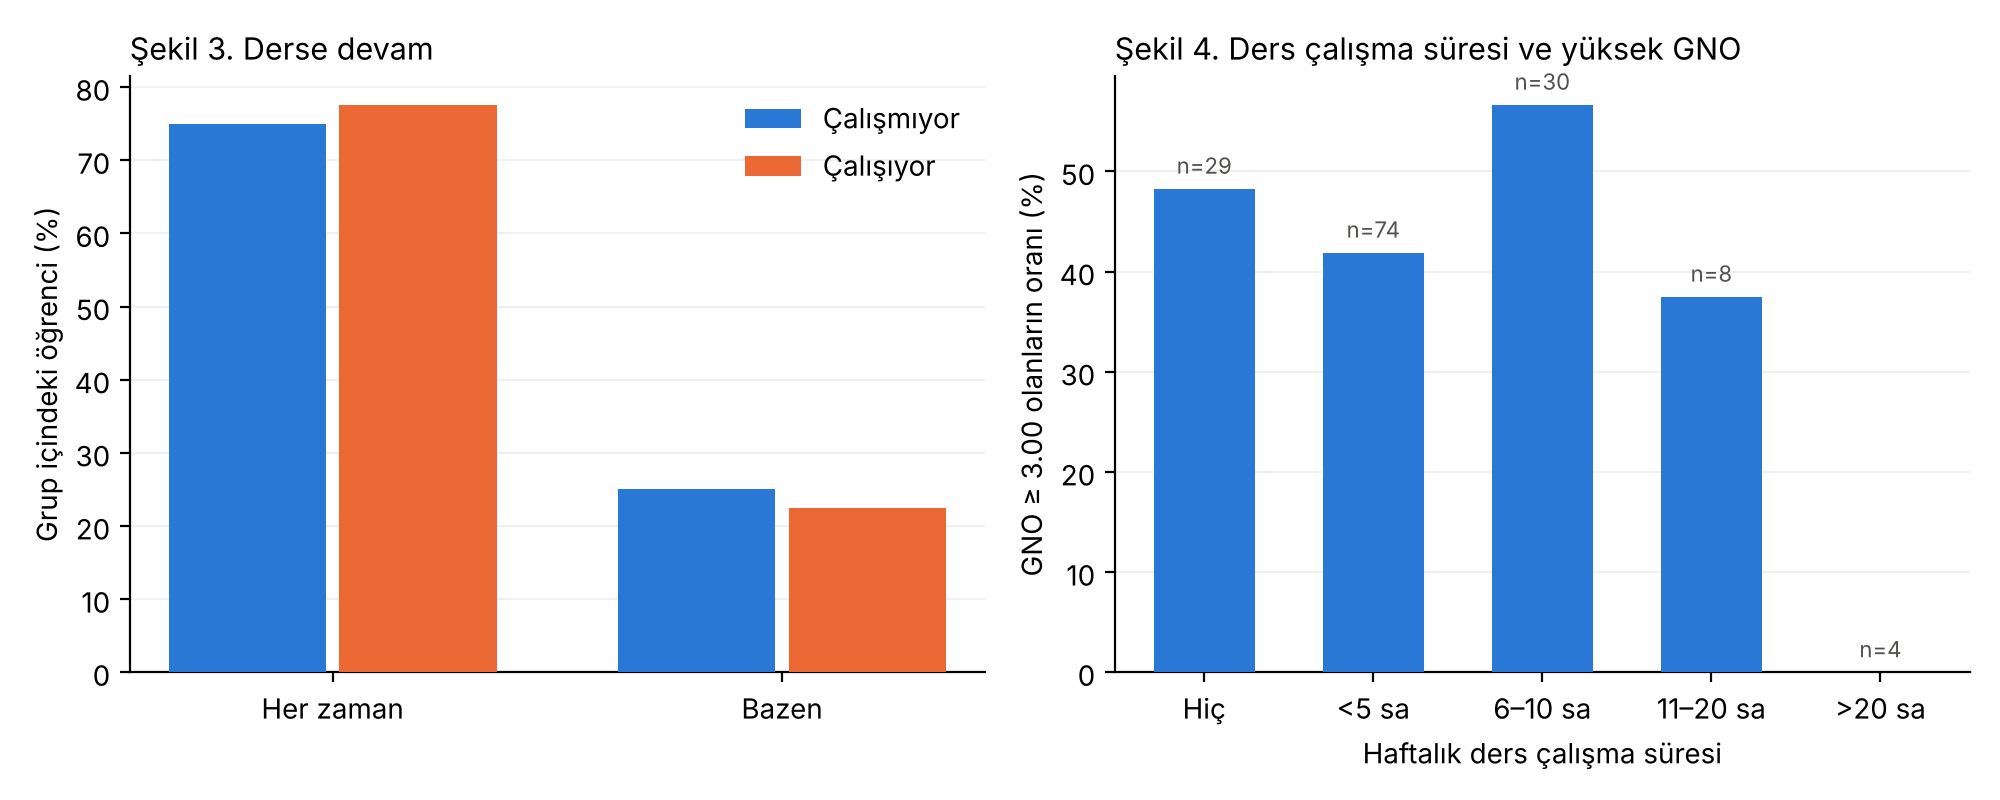 Şekil 3. Derse devam
Grup içindeki öğrenci (%)
80
70
60
50
40
30
20
10
0
Çalışmıyor
Çalışıyor
Her zaman
Bazen
Şekil 4. Ders çalışma süresi ve yüksek GNO
GNO ≥ 3.00 olanların oranı (%)
50
40
30
20
10
0
n=29
n=74
n=30
n=8
n=4
Hiç
<5 sa
6–10 sa
11–20 sa
>20 sa
Haftalık ders çalışma süresi